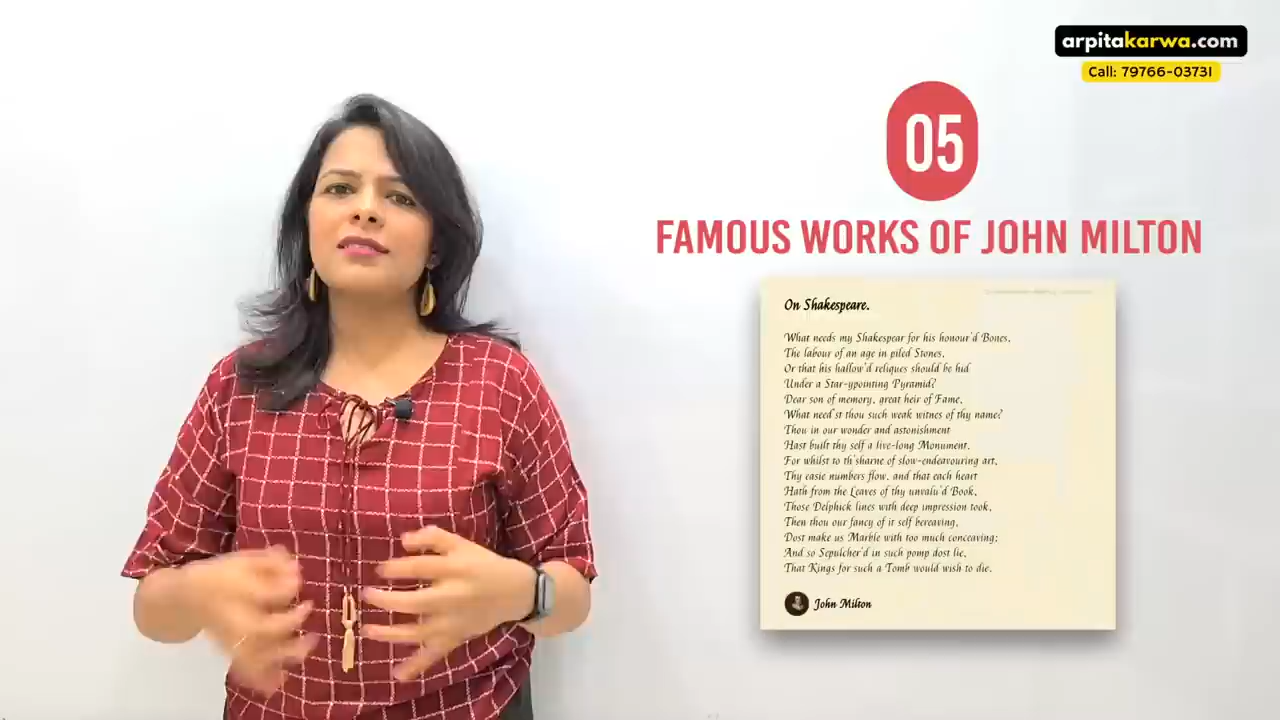 arpitakarwa.com
Call: 79766-03731
05
FAMOUS WORKS OF JOHN MILTON
On Shakespeare.
What needs my Shakespear for his honour'd Bones,
The labour of an age in piled Stones,
Or that his hallow'd reliques should be hid
Under a Star-ypointing Pyramid?
Dear son of memory, great heir of Fame,
What need'st thou such weak witnes of thy name?
Thou in our wonder and astonishment
Hast built thy self a live-long Monument.
For whilst to th'sharne of slow-endeavouring art,
Thy easie numbers flow, and that each heart
Hath from the Leaves of thy unvalu'd Book,
Those Delphick lines with deep impression took,
Then thou our fancy of it self bereaving,
Dost make us Marble with too much conceaving;
And so Sepulcher'd in such pomp dost lie,
That Kings for such a Tomb would wish to die.
John Milton